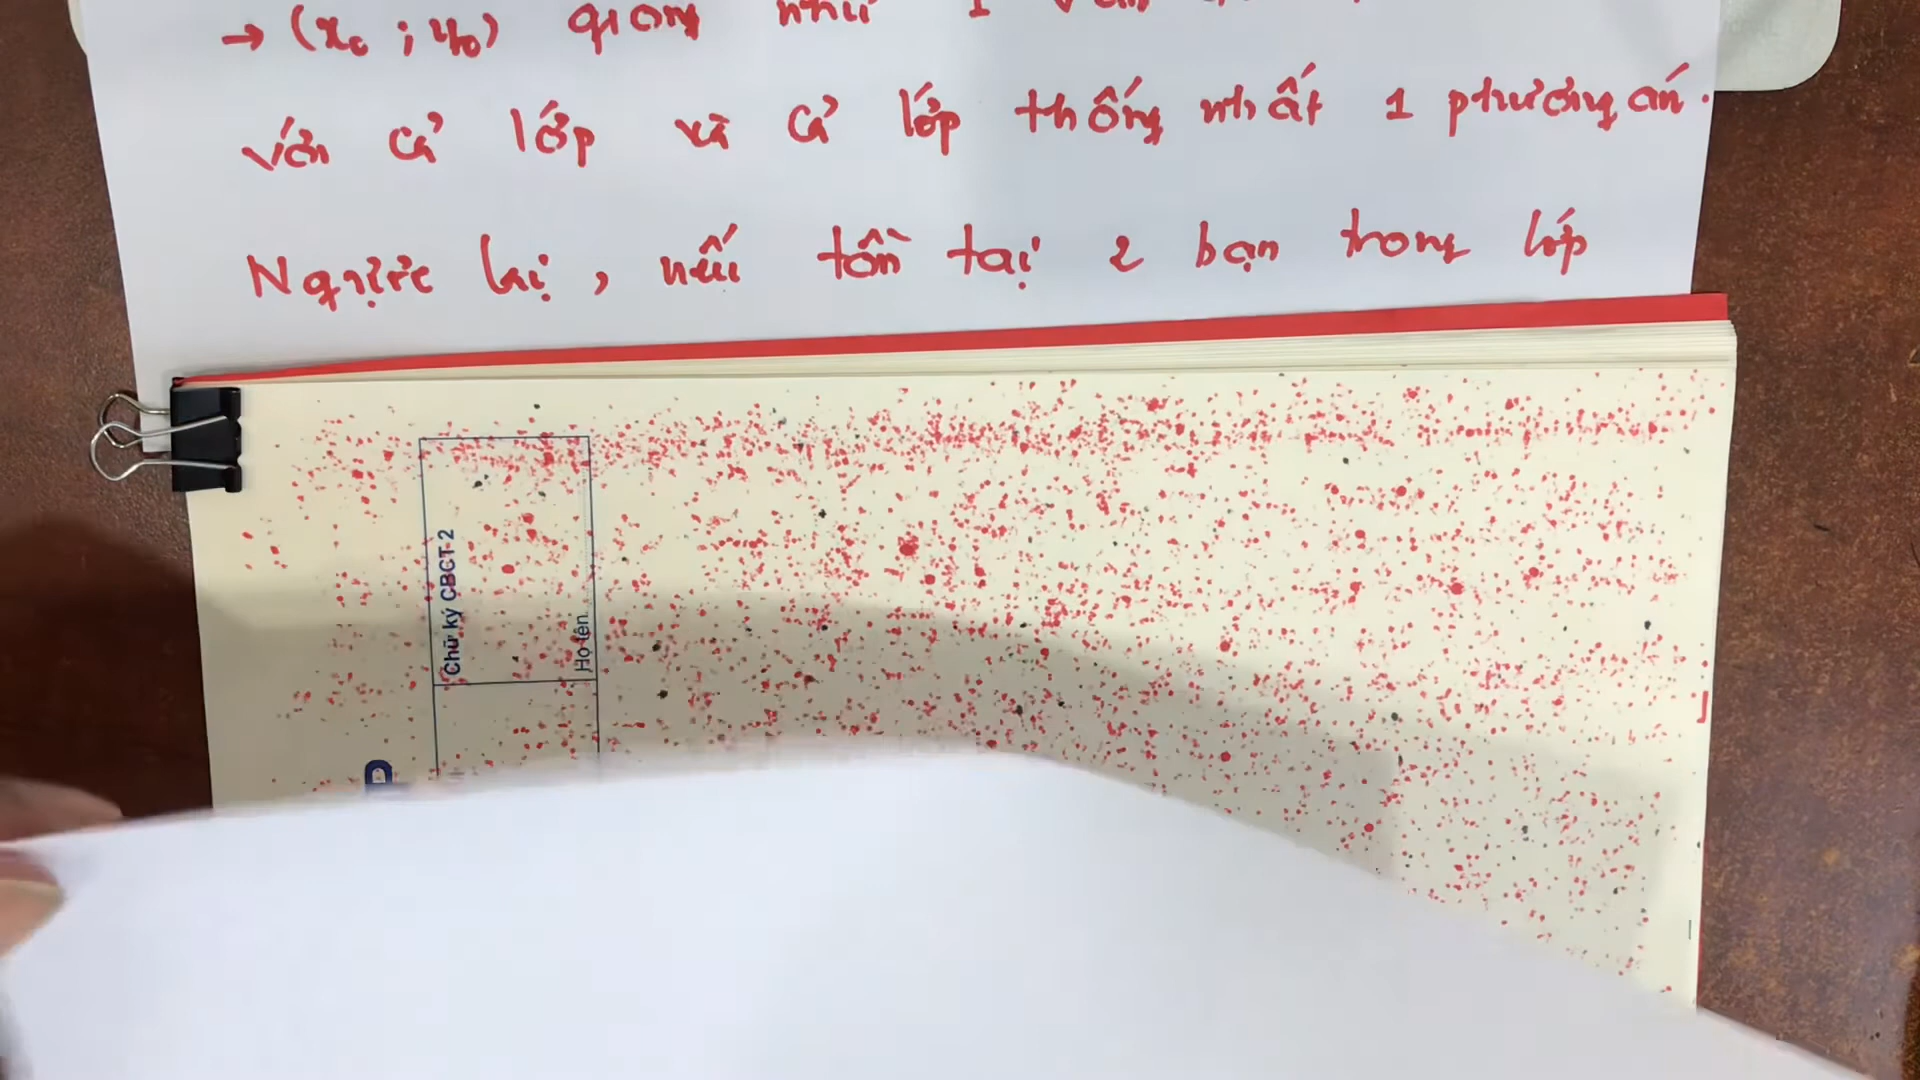 → (x₀ ; y₀) giống như 1
với cả lớp và cả lớp thống nhất 1 phương án.
Ngược lại, nếu tồn tại 2 bạn trong lớp
Chữ ký CBCT 2
Họ tên
P